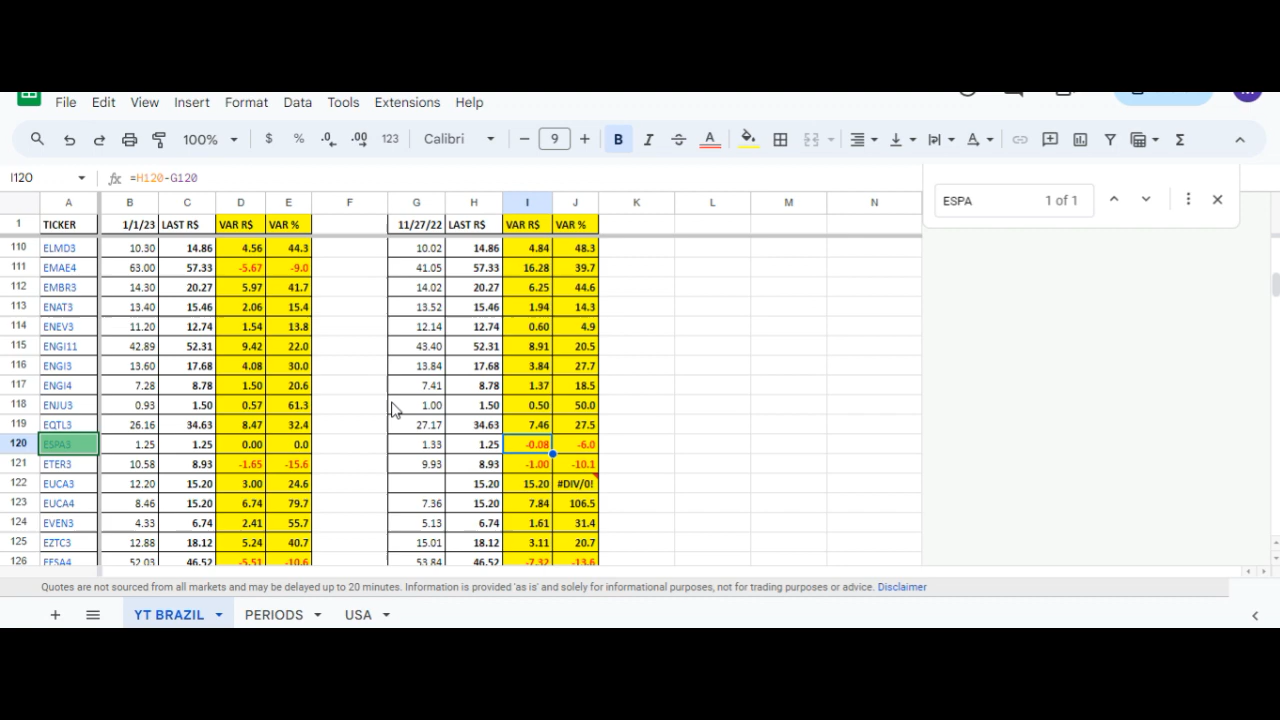 File Edit View Insert Format Data Tools Extensions Help
100% $ % .0 .00 123 Calibri 9 B I A Σ
I120 fx =H120-G120
ESPA 1 of 1
A B C D E F G H I J K L M N
1 TICKER 1/1/23 LAST R$ VAR R$ VAR % 11/27/22 LAST R$ VAR R$ VAR %
110 ELMD3 10.30 14.86 4.56 44.3 10.02 14.86 4.84 48.3
111 EMAE4 63.00 57.33 -5.67 -9.0 41.05 57.33 16.28 39.7
112 EMBR3 14.30 20.27 5.97 41.7 14.02 20.27 6.25 44.6
113 ENAT3 13.40 15.46 2.06 15.4 13.52 15.46 1.94 14.3
114 ENEV3 11.20 12.74 1.54 13.8 12.14 12.74 0.60 4.9
115 ENGI11 42.89 52.31 9.42 22.0 43.40 52.31 8.91 20.5
116 ENGI3 13.60 17.68 4.08 30.0 13.84 17.68 3.84 27.7
117 ENGI4 7.28 8.78 1.50 20.6 7.41 8.78 1.37 18.5
118 ENJU3 0.93 1.50 0.57 61.3 1.00 1.50 0.50 50.0
119 EQTL3 26.16 34.63 8.47 32.4 27.17 34.63 7.46 27.5
120 ESPA3 1.25 1.25 0.00 0.0 1.33 1.25 -0.08 -6.0
121 ETER3 10.58 8.93 -1.65 -15.6 9.93 8.93 -1.00 -10.1
122 EUCA3 12.20 15.20 3.00 24.6 15.20 15.20 #DIV/0!
123 EUCA4 8.46 15.20 6.74 79.7 7.36 15.20 7.84 106.5
124 EVEN3 4.33 6.74 2.41 55.7 5.13 6.74 1.61 31.4
125 EZTC3 12.88 18.12 5.24 40.7 15.01 18.12 3.11 20.7
126 FESA4 52.03 46.52 -5.51 -10.6 53.84 46.52 -7.32 -13.6
Quotes are not sourced from all markets and may be delayed up to 20 minutes. Information is provided 'as is' and solely for informational purposes, not for trading purposes or advice. Disclaimer
+ YT BRAZIL PERIODS USA